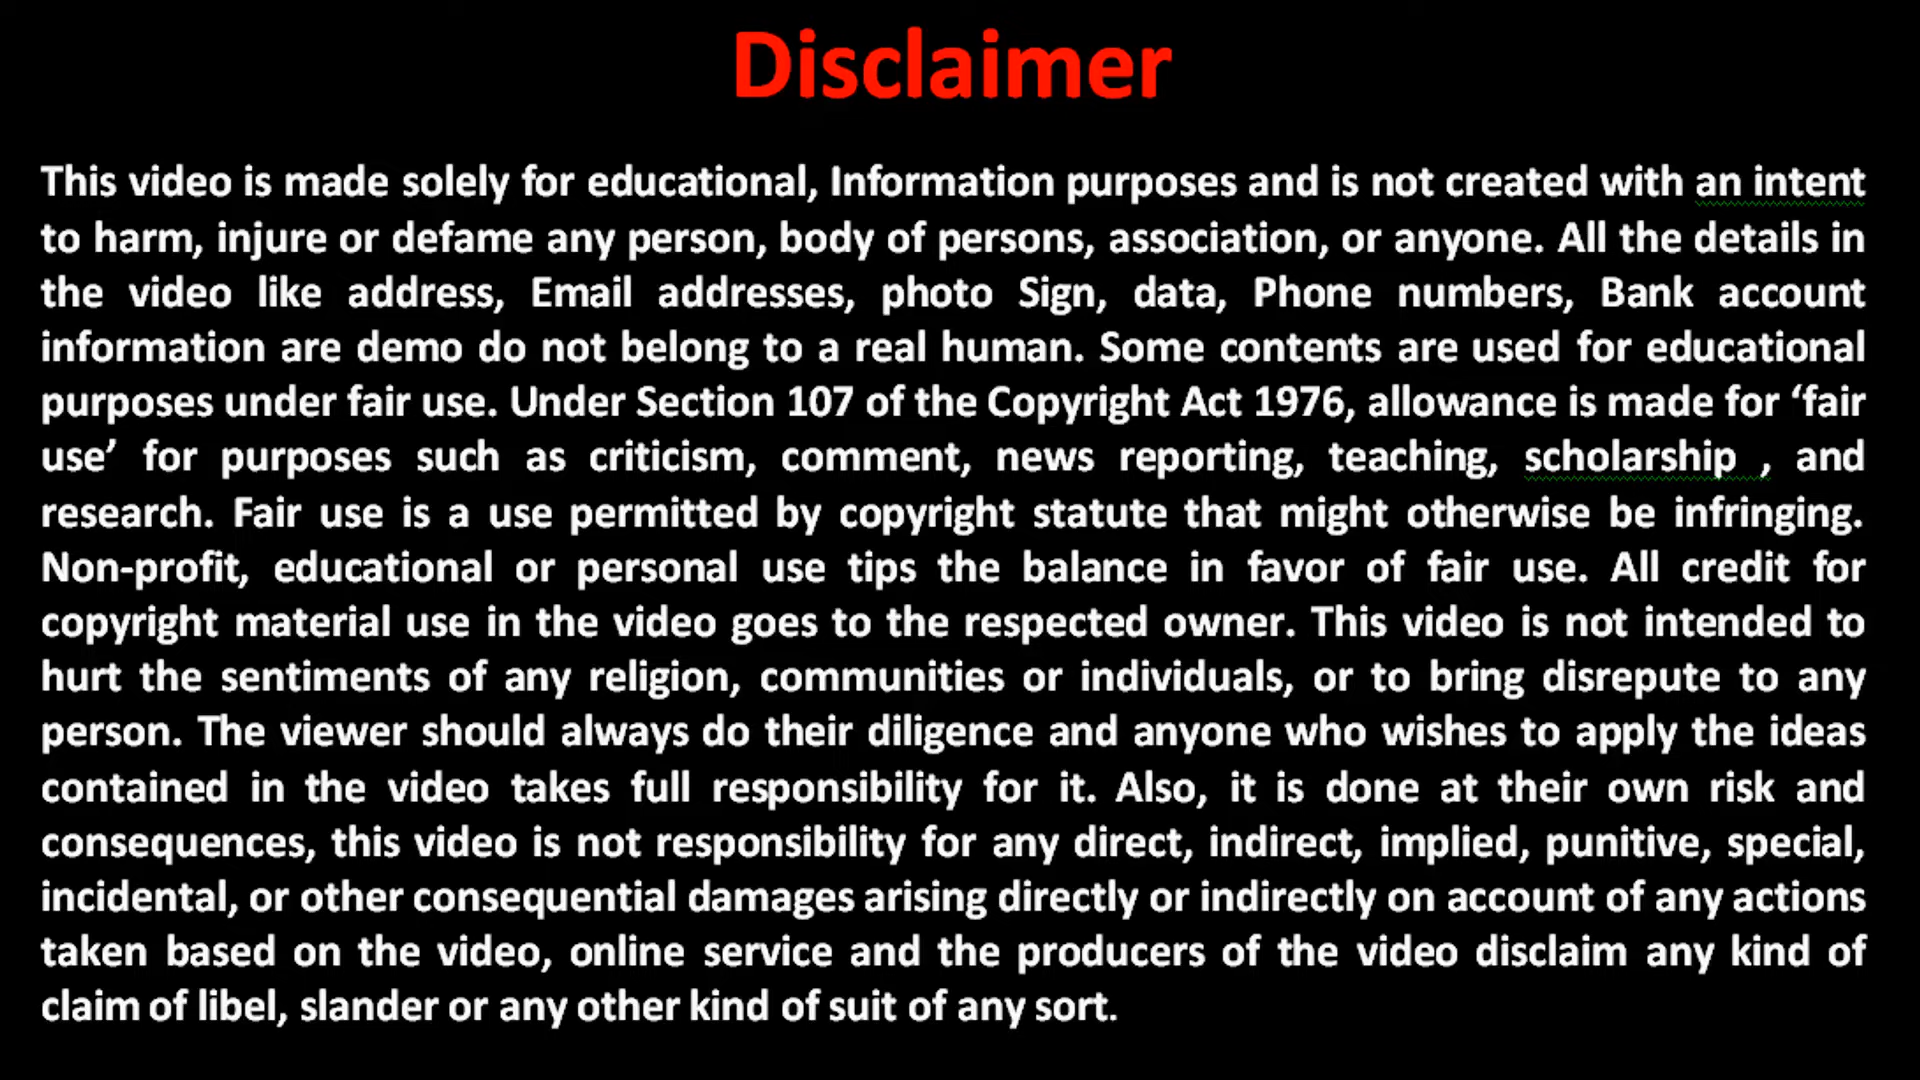 Disclaimer
This video is made solely for educational, Information purposes and is not created with an intent
to harm, injure or defame any person, body of persons, association, or anyone. All the details in
the video like address, Email addresses, photo Sign, data, Phone numbers, Bank account
information are demo do not belong to a real human. Some contents are used for educational
purposes under fair use. Under Section 107 of the Copyright Act 1976, allowance is made for ‘fair
use’ for purposes such as criticism, comment, news reporting, teaching, scholarship , and
research. Fair use is a use permitted by copyright statute that might otherwise be infringing.
Non-profit, educational or personal use tips the balance in favor of fair use. All credit for
copyright material use in the video goes to the respected owner. This video is not intended to
hurt the sentiments of any religion, communities or individuals, or to bring disrepute to any
person. The viewer should always do their diligence and anyone who wishes to apply the ideas
contained in the video takes full responsibility for it. Also, it is done at their own risk and
consequences, this video is not responsibility for any direct, indirect, implied, punitive, special,
incidental, or other consequential damages arising directly or indirectly on account of any actions
taken based on the video, online service and the producers of the video disclaim any kind of
claim of libel, slander or any other kind of suit of any sort.